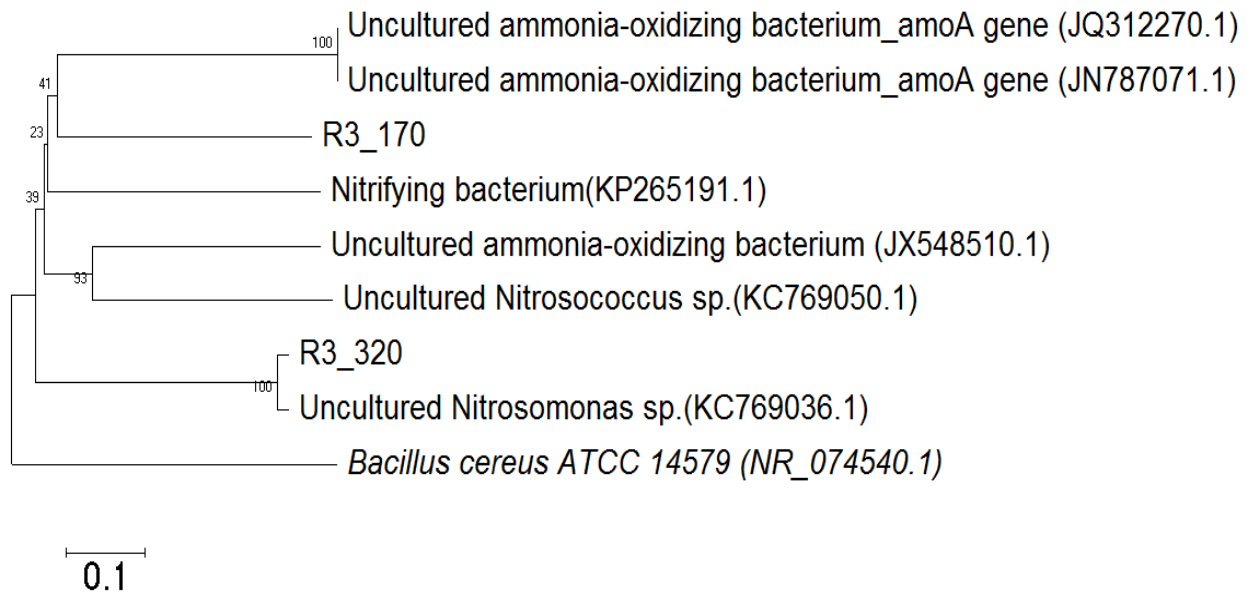 Uncultured ammonia-oxidizing bacterium_amoA gene (JQ312270.1)
100
Uncultured ammonia-oxidizing bacterium_amoA gene (JN787071.1)
41
R3_170
23
Nitrifying bacterium(KP265191.1)
39
Uncultured ammonia-oxidizing bacterium (JX548510.1)
93
Uncultured Nitrosococcus sp.(KC769050.1)
R3_320
100
Uncultured Nitrosomonas sp.(KC769036.1)
Bacillus cereus ATCC 14579 (NR_074540.1)
0.1